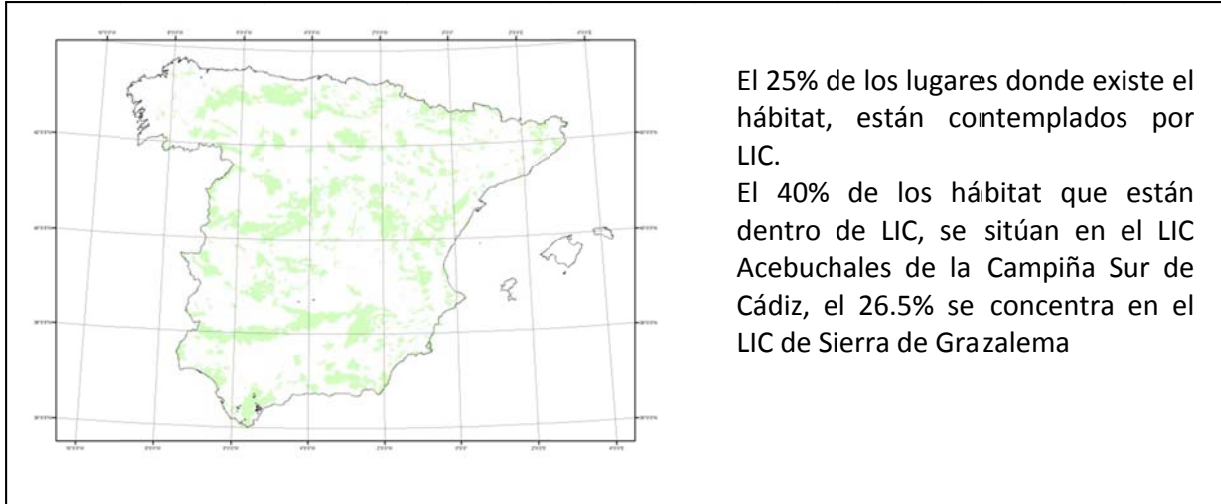 El 25% de los lugares donde existe el
hábitat, están contemplados por
LIC.
El 40% de los hábitat que están
dentro de LIC, se sitúan en el LIC
Acebuchales de la Campiña Sur de
Cádiz, el 26.5% se concentra en el
LIC de Sierra de Grazalema